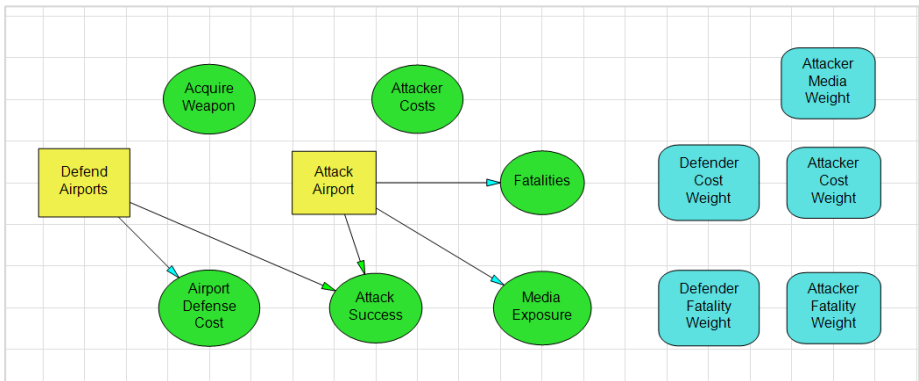 Attacker
Media
Weight
Acquire
Weapon
Attacker
Costs
Defend
Airports
Attack
Airport
Fatalities
Defender
Cost
Weight
Attacker
Cost
Weight
Airport
Defense
Cost
Attack
Success
Media
Exposure
Defender
Fatality
Weight
Attacker
Fatality
Weight